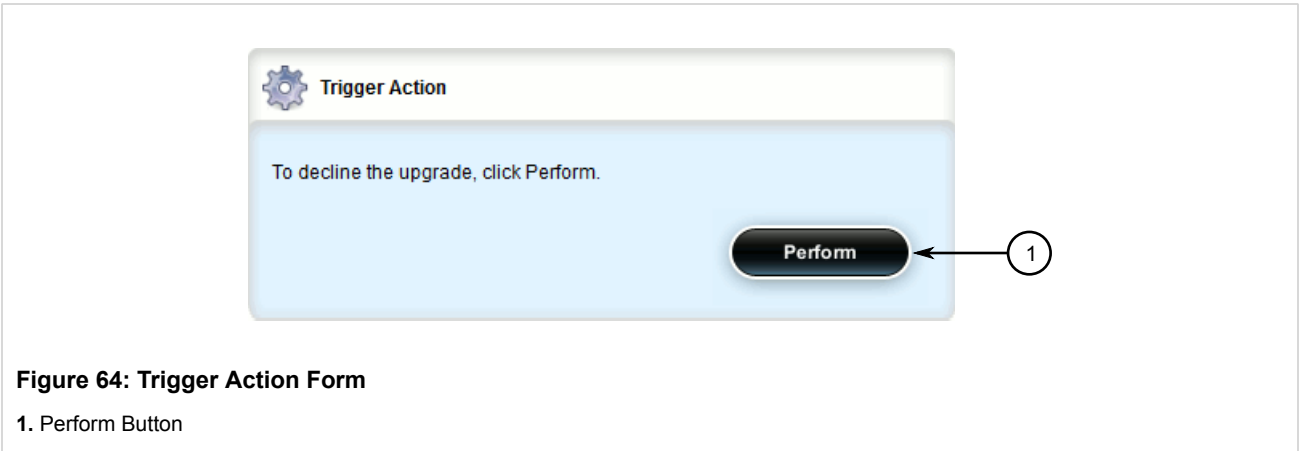 Trigger Action
To decline the upgrade, click Perform.
Perform
1
Figure 64: Trigger Action Form
1. Perform Button